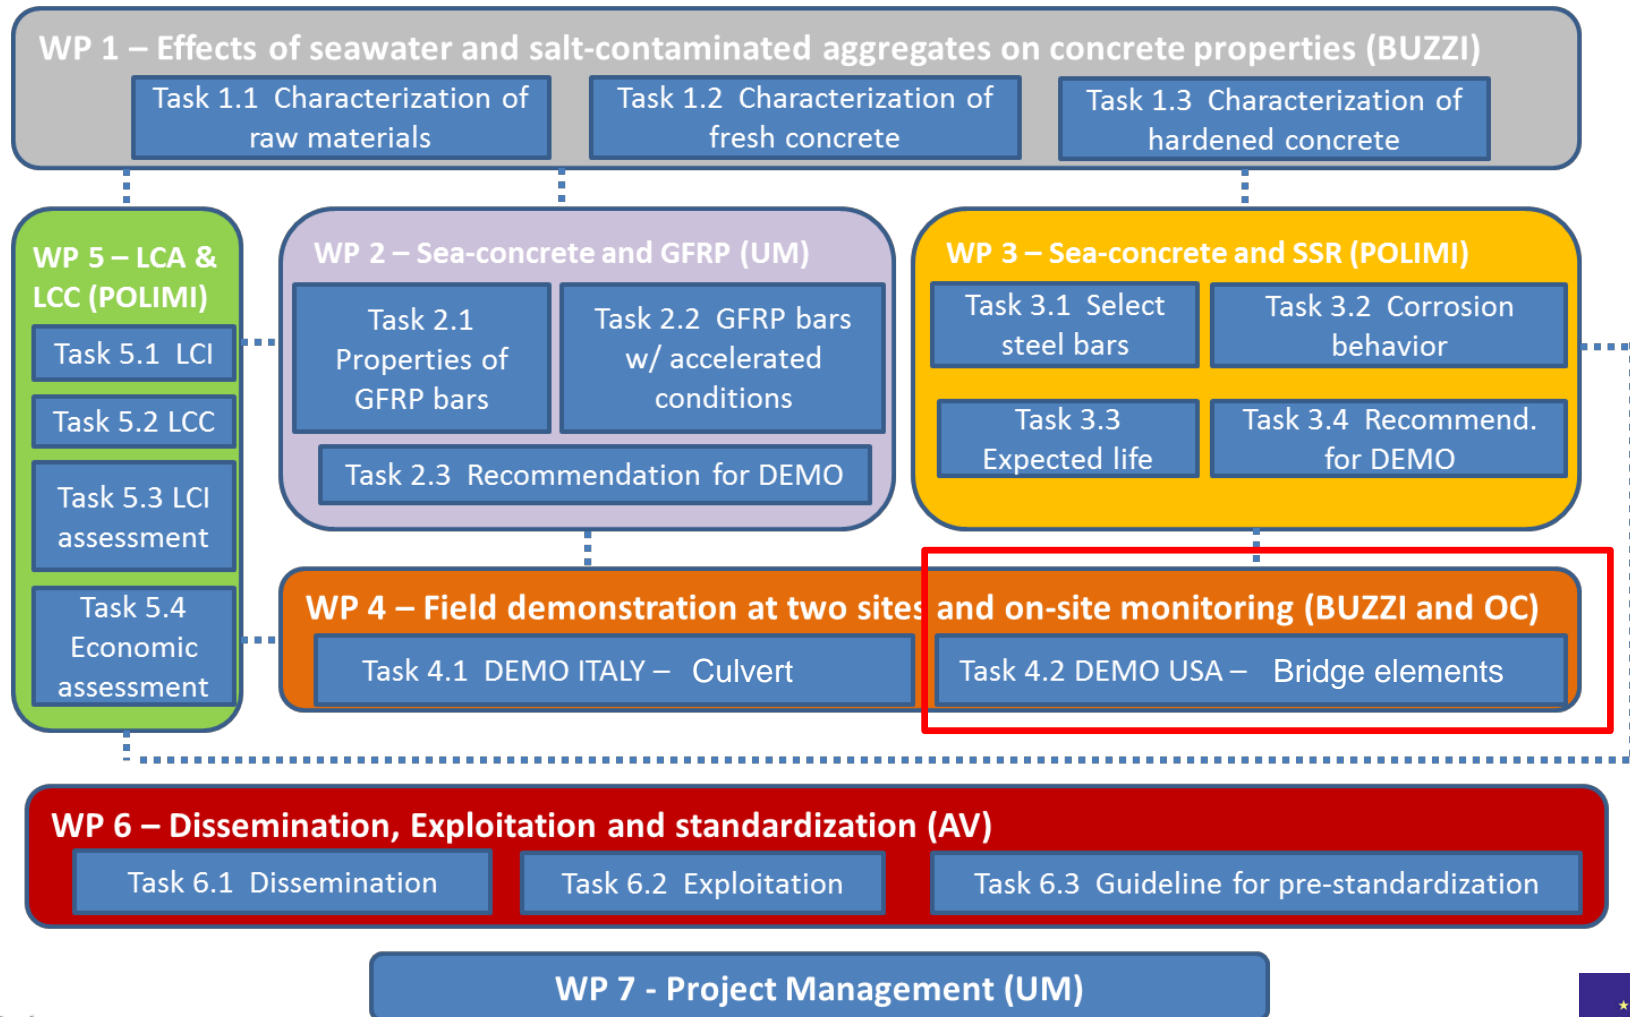 WP 1 – Effects of seawater and salt-contaminated aggregates on concrete properties (BUZZI)
Task 1.1 Characterization of
raw materials
Task 1.2 Characterization of
fresh concrete
Task 1.3 Characterization of
hardened concrete
WP 5 – LCA &
LCC (POLIMI)
Task 5.1 LCI
Task 5.2 LCC
Task 5.3 LCI
assessment
Task 5.4
Economic
assessment
WP 2 – Sea-concrete and GFRP (UM)
Task 2.1
Properties of
GFRP bars
Task 2.2 GFRP bars
w/ accelerated
conditions
Task 2.3 Recommendation for DEMO
WP 3 – Sea-concrete and SSR (POLIMI)
Task 3.1 Select
steel bars
Task 3.2 Corrosion
behavior
Task 3.3
Expected life
Task 3.4 Recommend.
for DEMO
WP 4 – Field demonstration at two sites and on-site monitoring (BUZZI and OC)
Task 4.1 DEMO ITALY – Culvert
Task 4.2 DEMO USA – Bridge elements
WP 6 – Dissemination, Exploitation and standardization (AV)
Task 6.1 Dissemination
Task 6.2 Exploitation
Task 6.3 Guideline for pre-standardization
WP 7 - Project Management (UM)